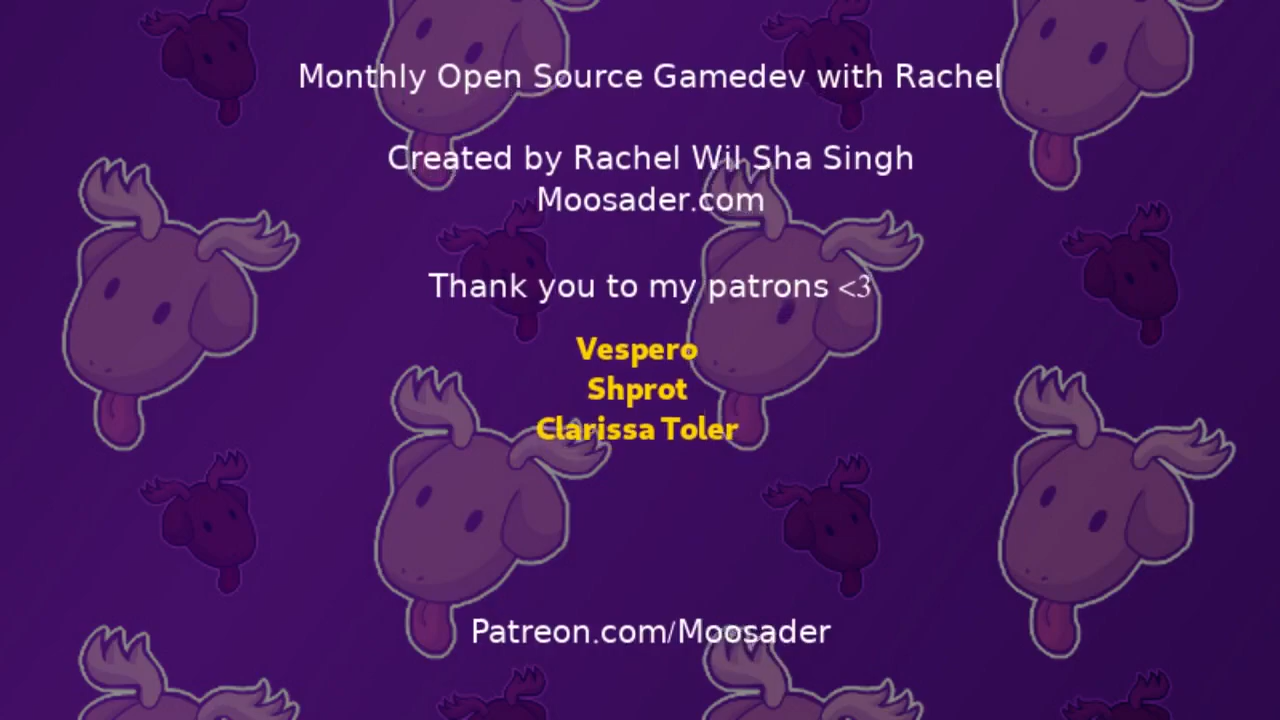 Monthly Open Source Gamedev with Rachel
Created by Rachel Wil Sha Singh
Moosader.com
Thank you to my patrons <3
Vespero
Shprot
Clarissa Toler
Patreon.com/Moosader